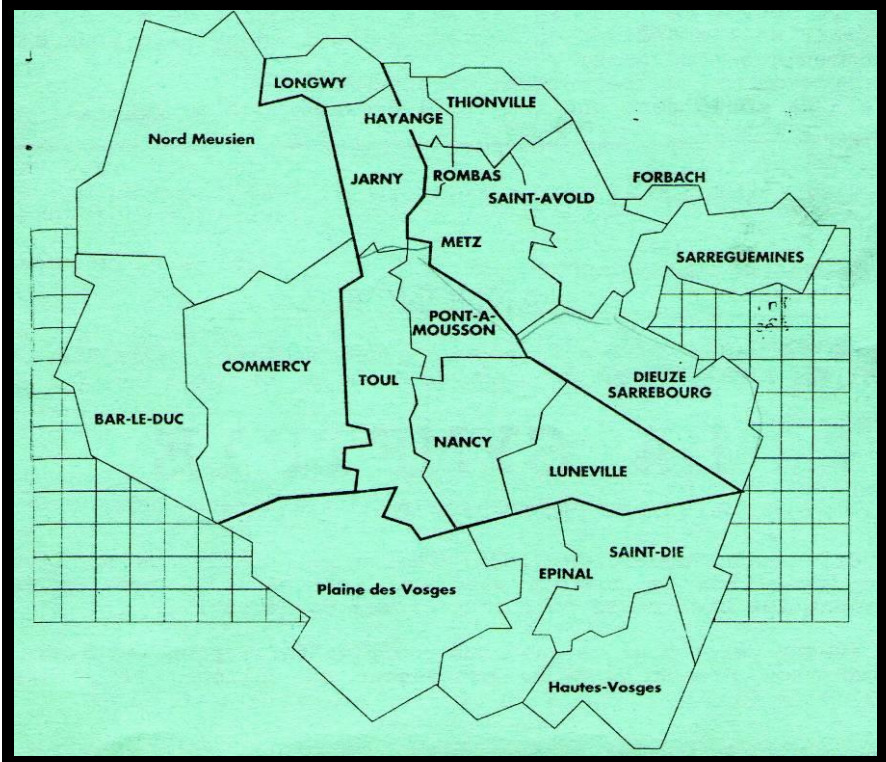 LONGWY
THIONVILLE
HAYANGE
Nord Meusien
JARNY
ROMBAS
FORBACH
SAINT-AVOLD
METZ
SARREGUEMINES
PONT-A-
MOUSSON
COMMERCY
TOUL
DIEUZE
SARREBOURG
BAR-LE-DUC
NANCY
LUNEVILLE
SAINT-DIE
EPINAL
Plaine des Vosges
Hautes-Vosges